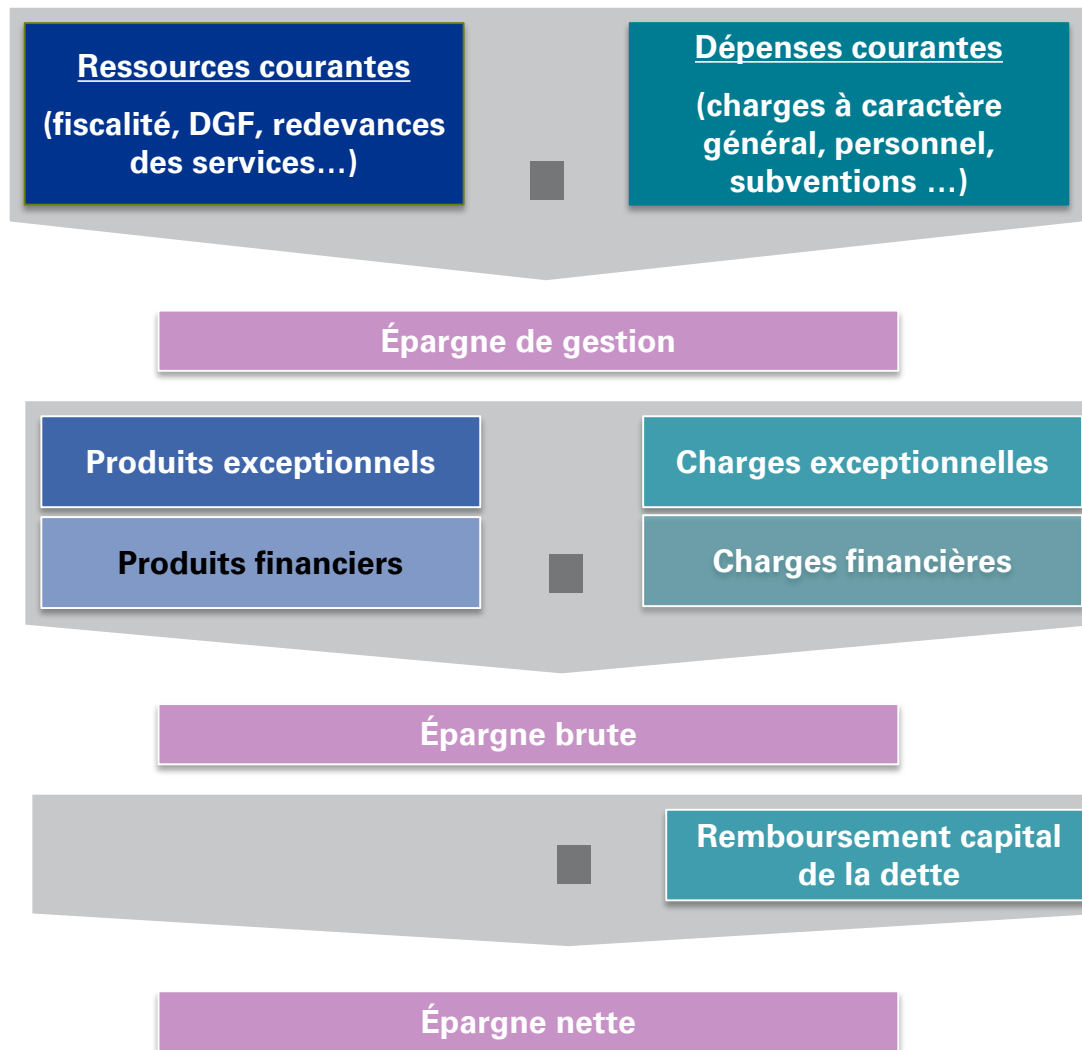 Ressources courantes
(fiscalité, DGF, redevances
des services…)
Dépenses courantes
(charges à caractère
général, personnel,
subventions …)
Épargne de gestion
Produits exceptionnels
Charges exceptionnelles
Produits financiers
Charges financières
Épargne brute
Remboursement capital
de la dette
Épargne nette